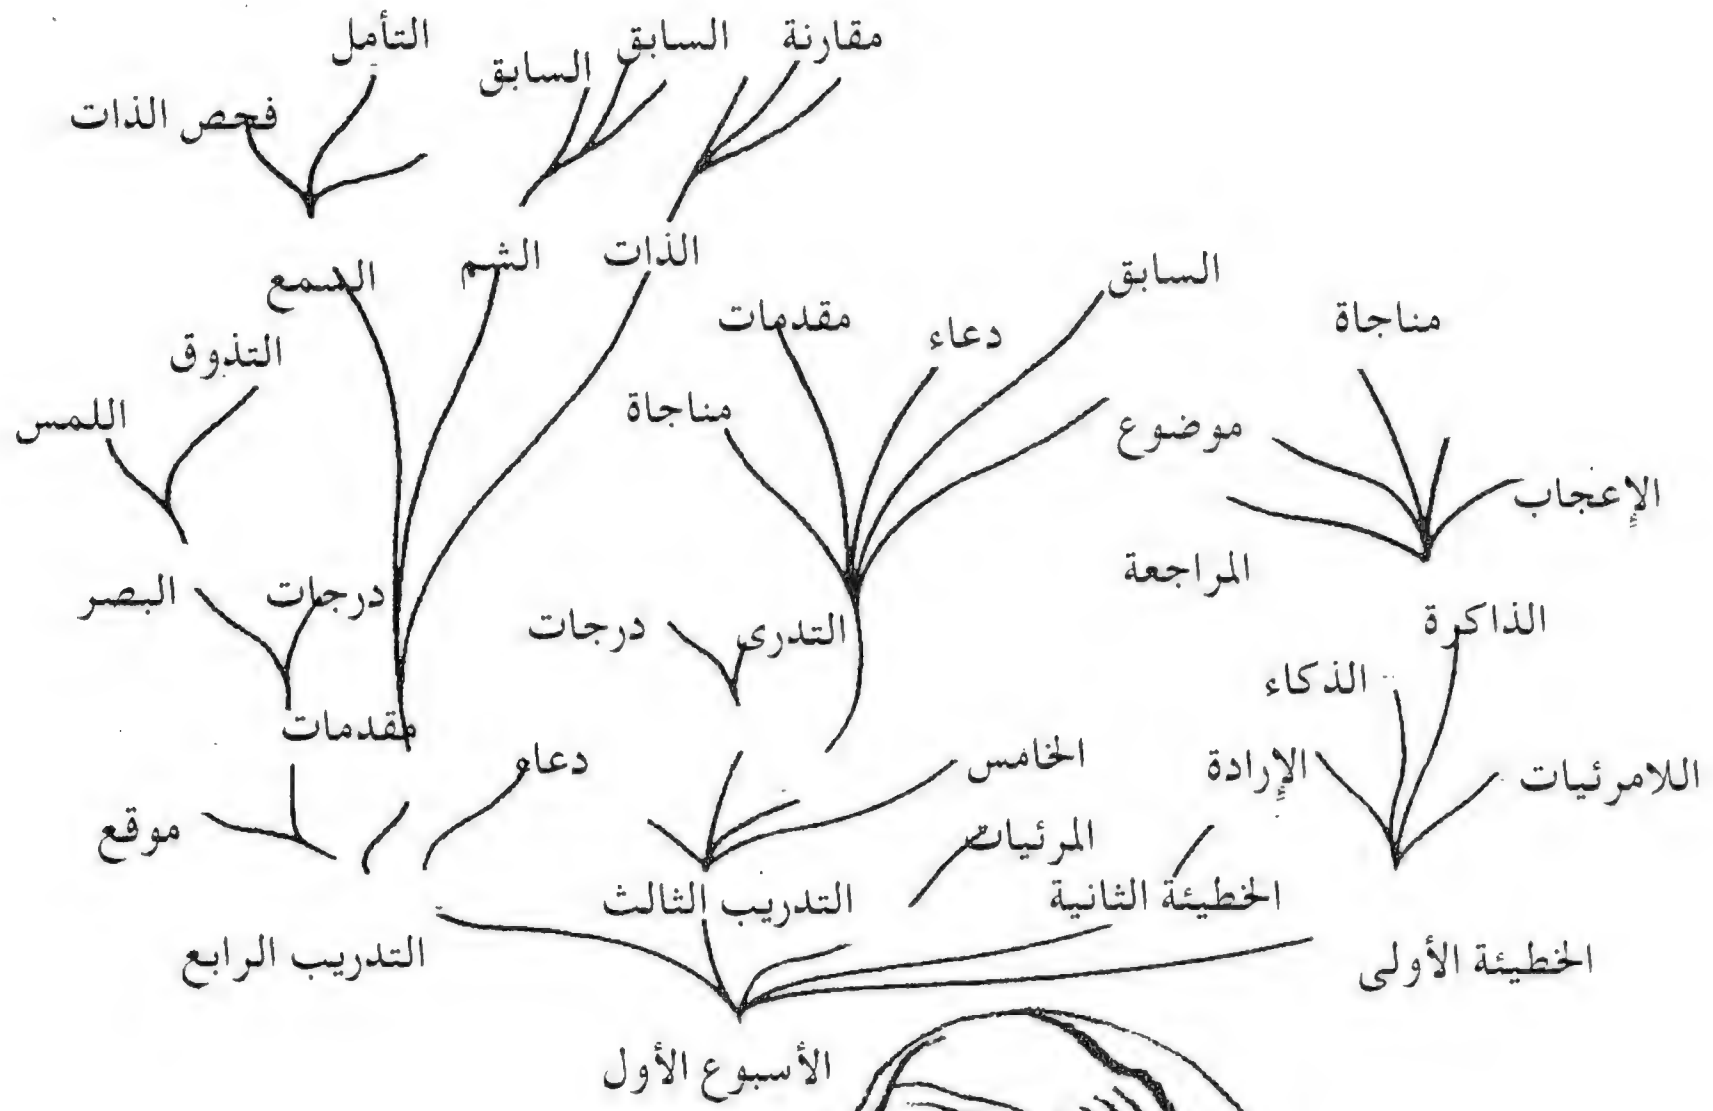 مقارنة
السابق
السابق
التأمل
فحص الذات
الذات
الشم
السمع
السابق
مناجاة
دعاء
مقدمات
التذوق
اللمس
مناجاة
موضوع
الإعجاب
المراجعة
درجات
البصر
الذاكرة
التدرى
درجات
الذكاء
مقدمات
الخامس
دعاء
الإرادة
اللامرئيات
موقع
المرئيات
الخطيئة الثانية
التدريب الثالث
الخطيئة الأولى
التدريب الرابع
الأسبوع الأول